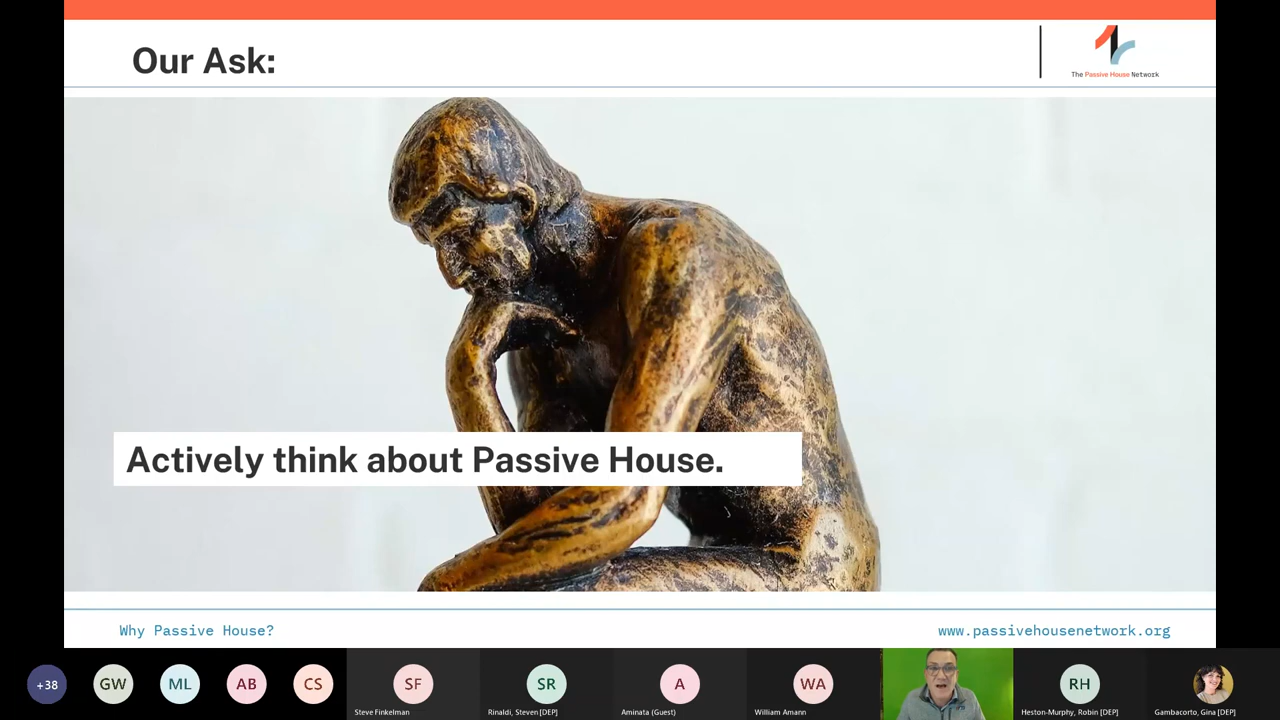 Our Ask:
The Passive House Network
Actively think about Passive House.
Why Passive House?
www.passivehousenetwork.org
+38
GW
ML
AB
CS
SF
SR
A
WA
RH
Steve Finkelman
Rinaldi, Steven [DEP]
Aminata (Guest)
William Amann
Heston-Murphy, Robin [DEP]
Gambacorto, Gina [DEP]